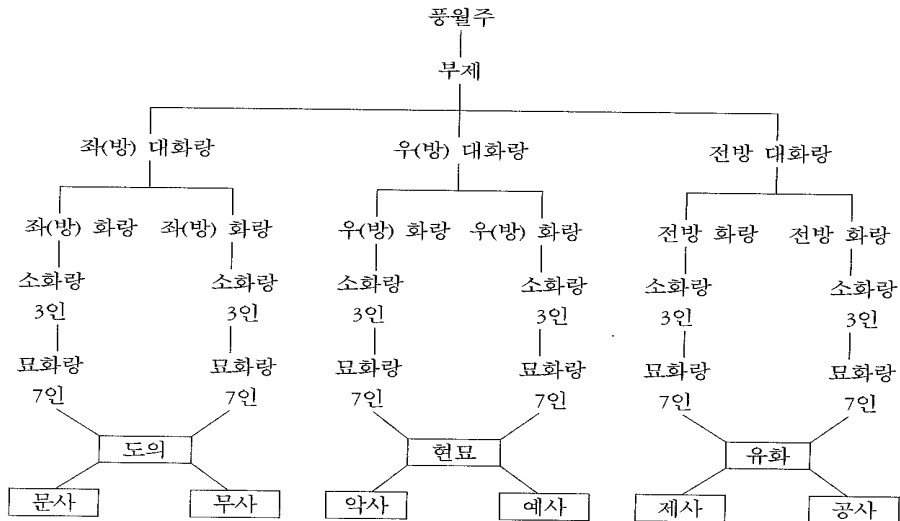 풍월주
부제
좌(방) 대화랑 우(방) 대화랑 전방 대화랑
좌(방) 화랑 좌(방) 화랑 우(방) 화랑 우(방) 화랑 전방 화랑 전방 화랑
소화랑 소화랑 소화랑 소화랑 소화랑 소화랑
3인 3인 3인 3인 3인 3인
묘화랑 묘화랑 묘화랑 묘화랑 묘화랑 묘화랑
7인 7인 7인 7인 7인 7인
도의 현묘 유화
문사 무사 악사 예사 제사 공사